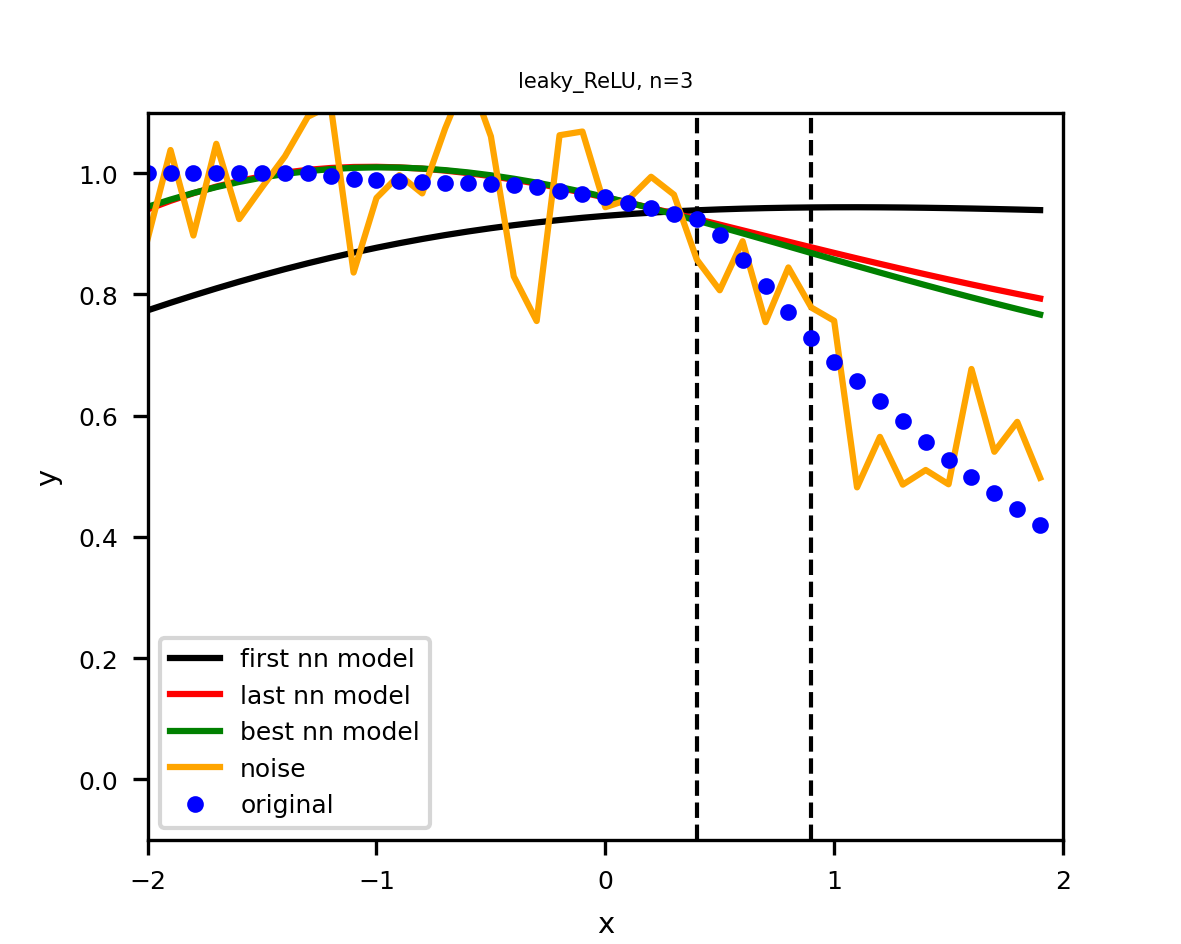 leaky_ReLU, n=3
1.0
0.8
0.6
0.4
0.2
0.0
y
first nn model
last nn model
best nn model
noise
original
−2
−1
0
1
2
x